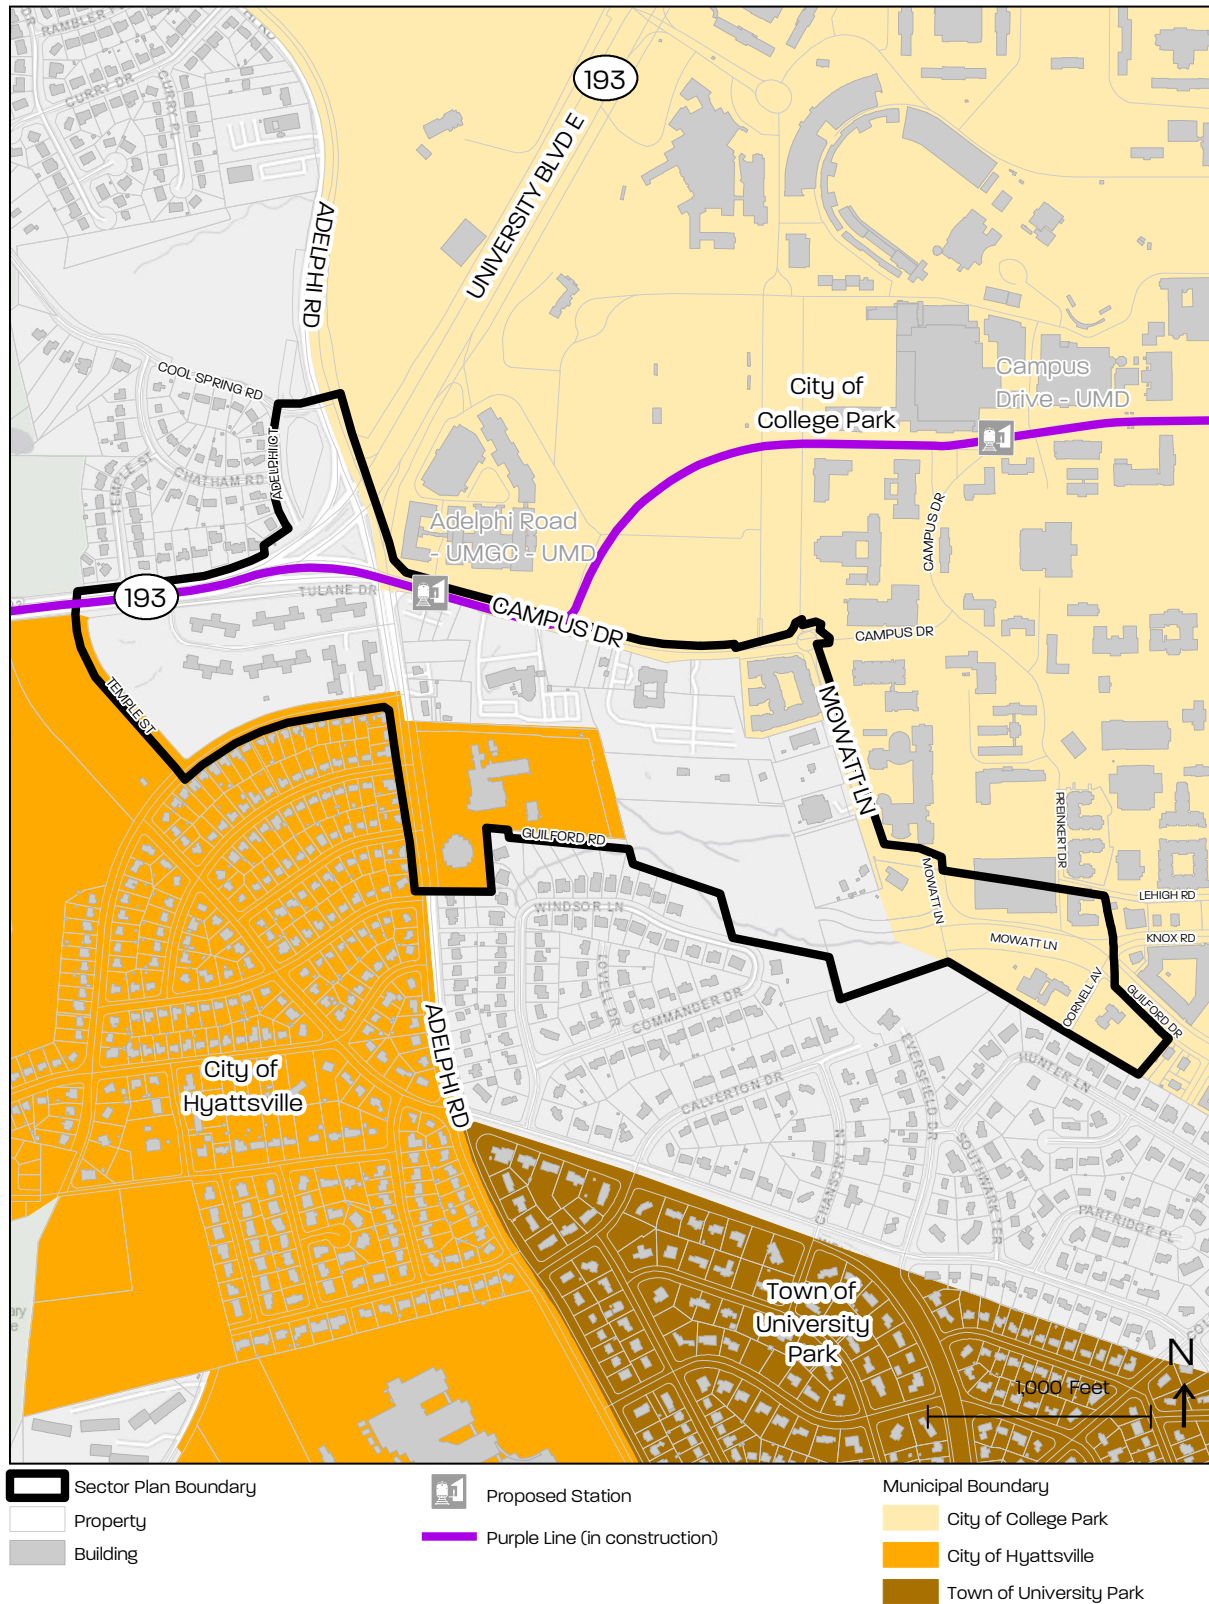 RAMBLER
CURRY DR
CURRY PL
193
UNIVERSITY BLVD E
ADELPHI RD
COOL SPRING RD
ADELPHI CT
TEMPLE ST
CHATHAM RD
City of
College Park
Campus
Drive - UMD
Adelphi Road
- UMGC - UMD
CAMPUS DR
193
TULANE DR
CAMPUS DR
CAMPUS DR
TEMPLE ST
MOWATT LN
GUILFORD RD
PREINKERT DR
MOWATT LN
LEHIGH RD
WINDSOR LN
MOWATT LN
KNOX RD
LOVELL DR
COMMANDER DR
CORNELL AV
GUILFORD DR
ADELPHI RD
City of
Hyattsville
CALVERTON DR
EVERSFIELD DR
HUNTER LN
CHANSORY LN
SOUTHWARK TER
PARTRIDGE PL
Town of
University
Park
N
1,000 Feet
Sector Plan Boundary
Property
Building
Proposed Station
Purple Line (in construction)
Municipal Boundary
City of College Park
City of Hyattsville
Town of University Park